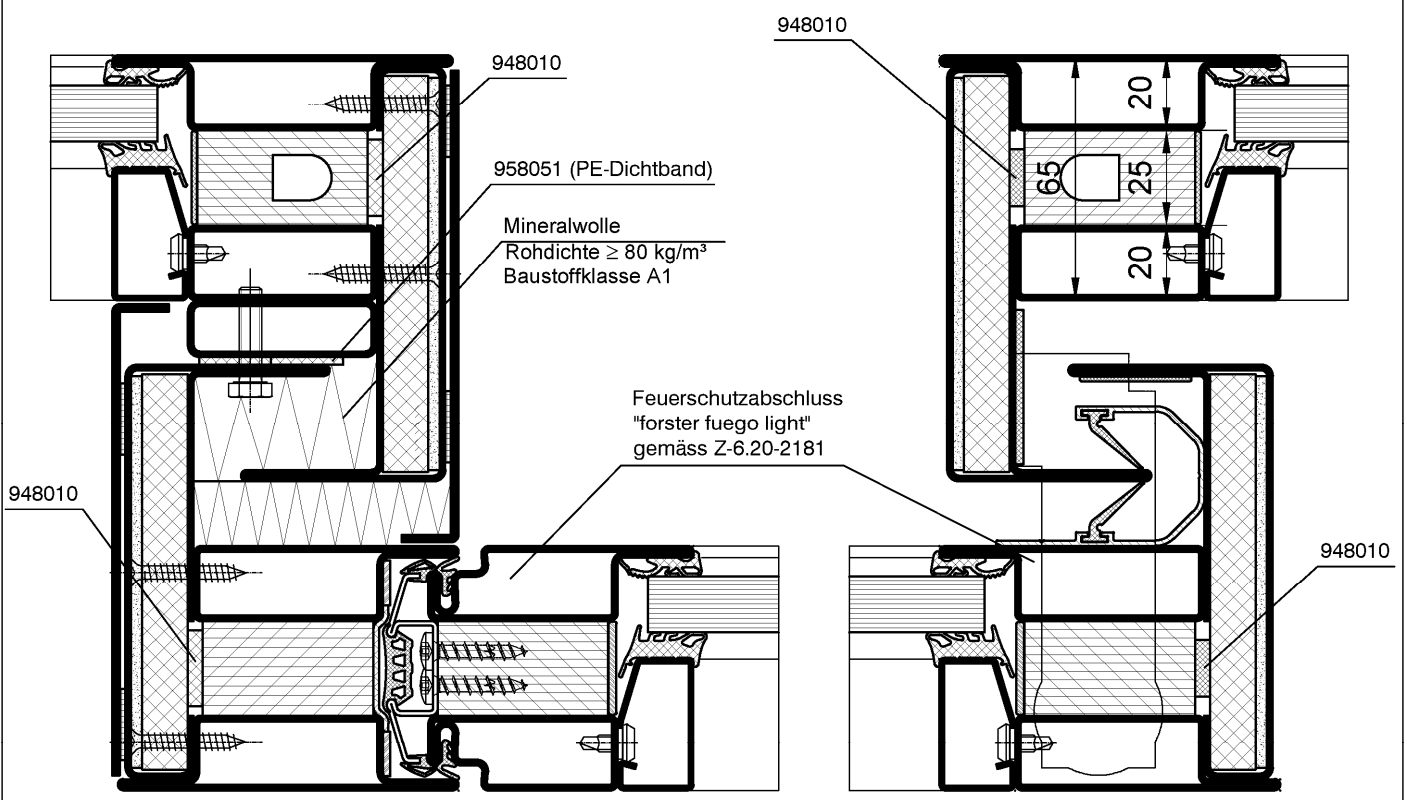 948010
948010
20
958051 (PE-Dichtband)
65
25
Mineralwolle
Rohdichte ≥ 80 kg/m³
Baustoffklasse A1
20
Feuerschutzabschluss
"forster fuego light"
gemäss Z-6.20-2181
948010
948010